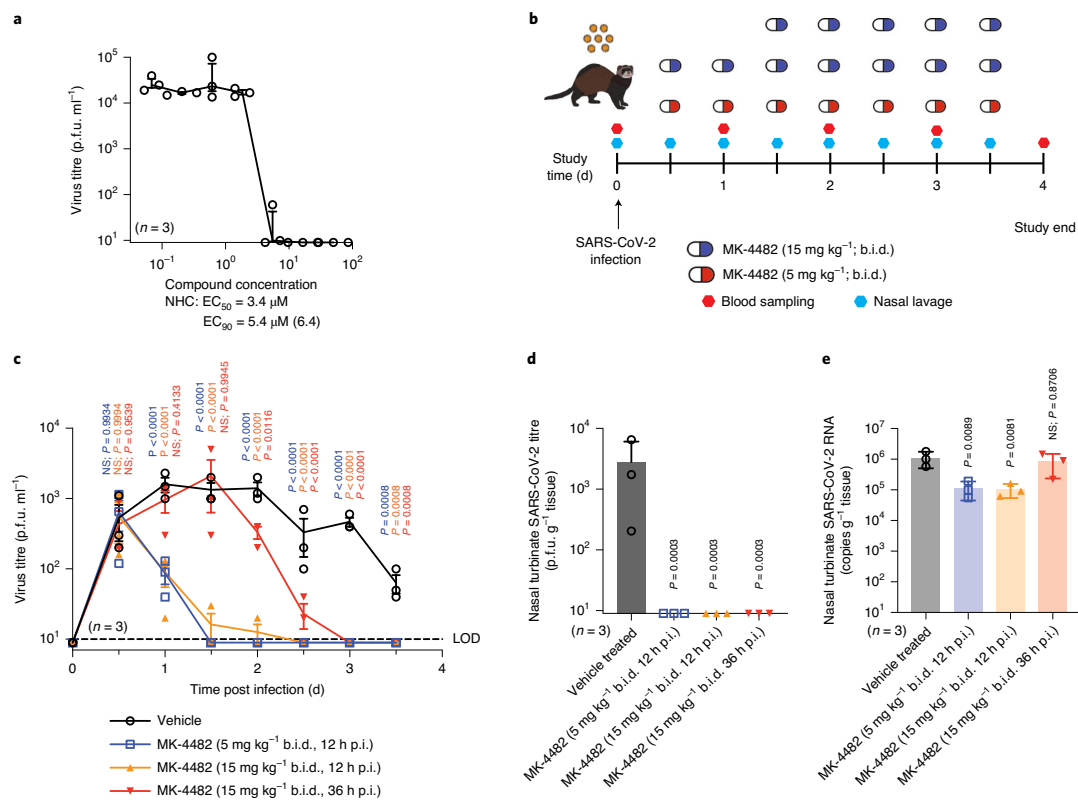 a
Virus titre (p.f.u. ml⁻¹)
10⁵
10⁴
10³
10²
10¹
(n = 3)
10⁻¹ 10⁰ 10¹ 10²
Compound concentration
NHC: EC₅₀ = 3.4 μM
EC₉₀ = 5.4 μM (6.4)
b
Study
time (d)
0 1 2 3 4
SARS-CoV-2
infection
Study end
MK-4482 (15 mg kg⁻¹; b.i.d.)
MK-4482 (5 mg kg⁻¹; b.i.d.)
Blood sampling Nasal lavage
c
NS; P = 0.9934
NS; P = 0.9994
NS; P = 0.9539
P < 0.0001
P < 0.0001
NS; P = 0.4133
P < 0.0001
P < 0.0001
NS; P = 0.9945
P < 0.0001
P < 0.0001
P = 0.0116
P < 0.0001
P < 0.0001
P < 0.0001
P < 0.0001
P < 0.0001
P < 0.0001
P = 0.0008
P = 0.0008
P = 0.0008
Virus titre (p.f.u. ml⁻¹)
10⁴
10³
10²
10¹
(n = 3)
LOD
0 1 2 3 4
Time post infection (d)
Vehicle
MK-4482 (5 mg kg⁻¹ b.i.d., 12 h p.i.)
MK-4482 (15 mg kg⁻¹ b.i.d., 12 h p.i.)
MK-4482 (15 mg kg⁻¹ b.i.d., 36 h p.i.)
d
Nasal turbinate SARS-CoV-2 titre
(p.f.u. g⁻¹ tissue)
10⁴
10³
10²
10¹
P = 0.0003
P = 0.0003
P = 0.0003
(n = 3)
Vehicle treated
MK-4482 (5 mg kg⁻¹ b.i.d. 12 h p.i.)
MK-4482 (15 mg kg⁻¹ b.i.d. 12 h p.i.)
MK-4482 (15 mg kg⁻¹ b.i.d. 36 h p.i.)
e
Nasal turbinate SARS-CoV-2 RNA
(copies g⁻¹ tissue)
10⁷
10⁶
10⁵
10⁴
10³
10²
10¹
P = 0.0089
P = 0.0081
NS; P = 0.8706
(n = 3)
Vehicle treated
MK-4482 (5 mg kg⁻¹ b.i.d. 12 h p.i.)
MK-4482 (15 mg kg⁻¹ b.i.d. 12 h p.i.)
MK-4482 (15 mg kg⁻¹ b.i.d. 36 h p.i.)